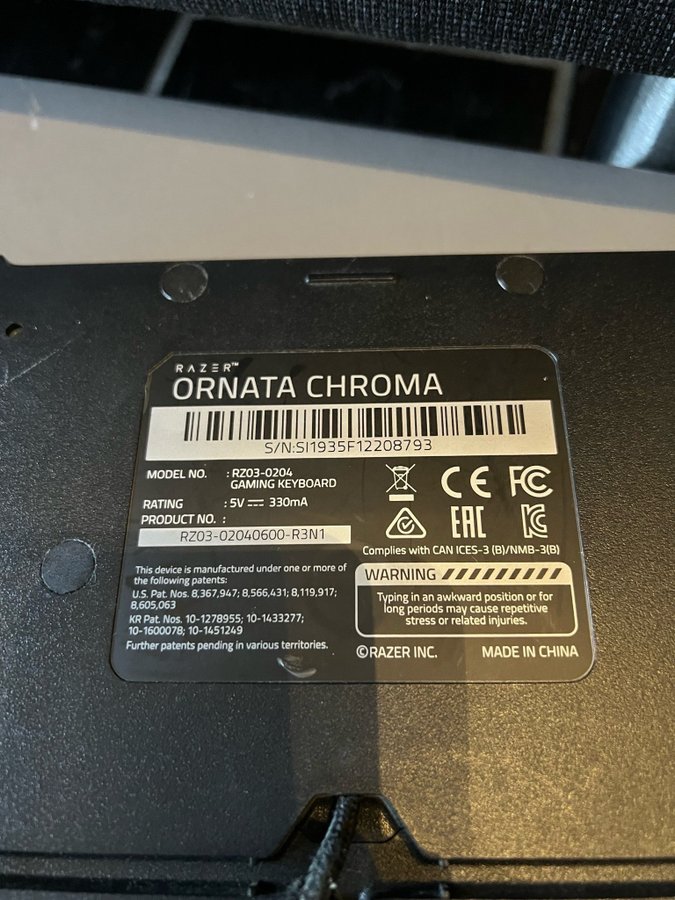 RAZER™
ORNATA CHROMA
S/N:SI1935F12208793
MODEL NO. : RZ03-0204
GAMING KEYBOARD
RATING : 5V⎓ 330mA
PRODUCT NO. :
RZ03-02040600-R3N1
This device is manufactured under one or more of
the following patents:
U.S. Pat. Nos. 8,367,947; 8,566,431; 8,119,917;
8,605,063
KR Pat. Nos. 10-1278955; 10-1433277;
10-1600078; 10-1451249
Further patents pending in various territories.
CE FC
EAC
Complies with CAN ICES-3 (B)/NMB-3(B)
WARNING
Typing in an awkward position or for
long periods may cause repetitive
stress or related injuries.
©RAZER INC. MADE IN CHINA